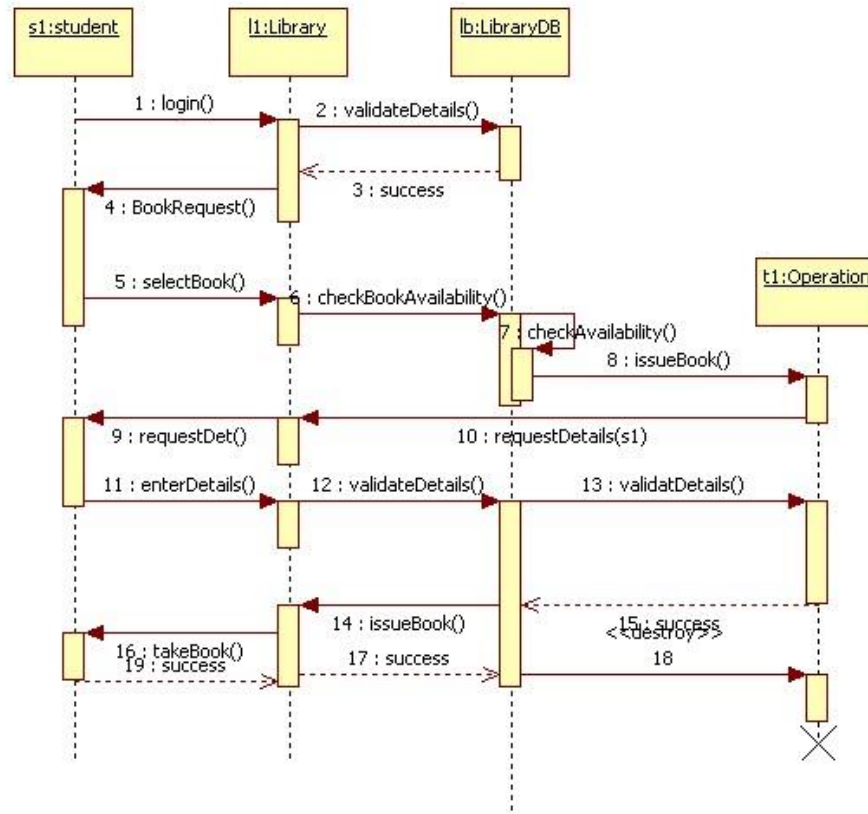 s1:student
l1:Library
lb:LibraryDB
1 : login()
2 : validateDetails()
3 : success
4 : BookRequest()
t1:Operation
5 : selectBook()
6 : checkBookAvailability()
7 : checkAvailability()
8 : issueBook()
9 : requestDet()
10 : requestDetails(s1)
11 : enterDetails()
12 : validateDetails()
13 : validatDetails()
14 : issueBook()
15 : success
<<destroy>>
16 : takeBook()
17 : success
18
19 : success